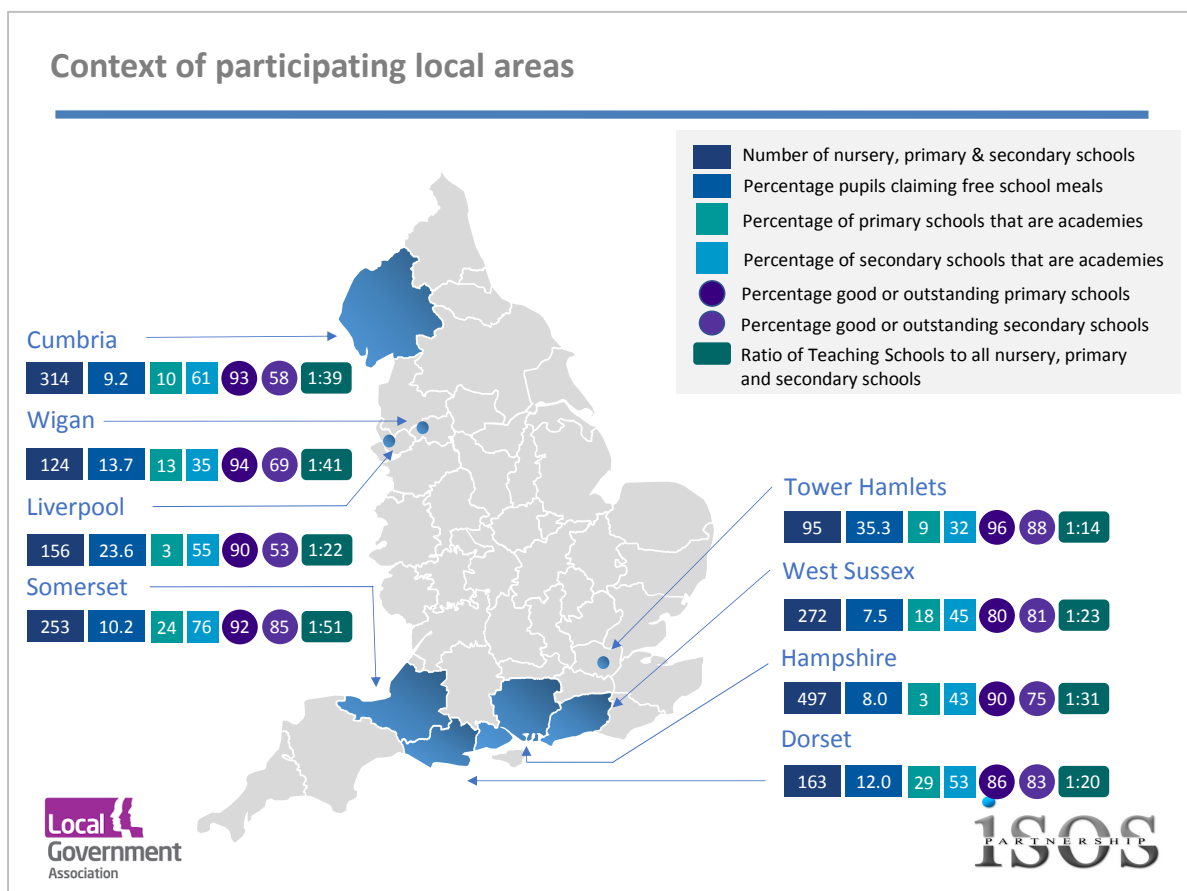 Context of participating local areas
Number of nursery, primary & secondary schools
Percentage pupils claiming free school meals
Percentage of primary schools that are academies
Percentage of secondary schools that are academies
Percentage good or outstanding primary schools
Percentage good or outstanding secondary schools
Ratio of Teaching Schools to all nursery, primary
and secondary schools
Cumbria
314 9.2 10 61 93 58 1:39
Wigan
124 13.7 13 35 94 69 1:41
Liverpool
156 23.6 3 55 90 53 1:22
Somerset
253 10.2 24 76 92 85 1:51
Tower Hamlets
95 35.3 9 32 96 88 1:14
West Sussex
272 7.5 18 45 80 81 1:23
Hampshire
497 8.0 3 43 90 75 1:31
Dorset
163 12.0 29 53 86 83 1:20
Local
Government
Association
isos
PARTNERSHIP